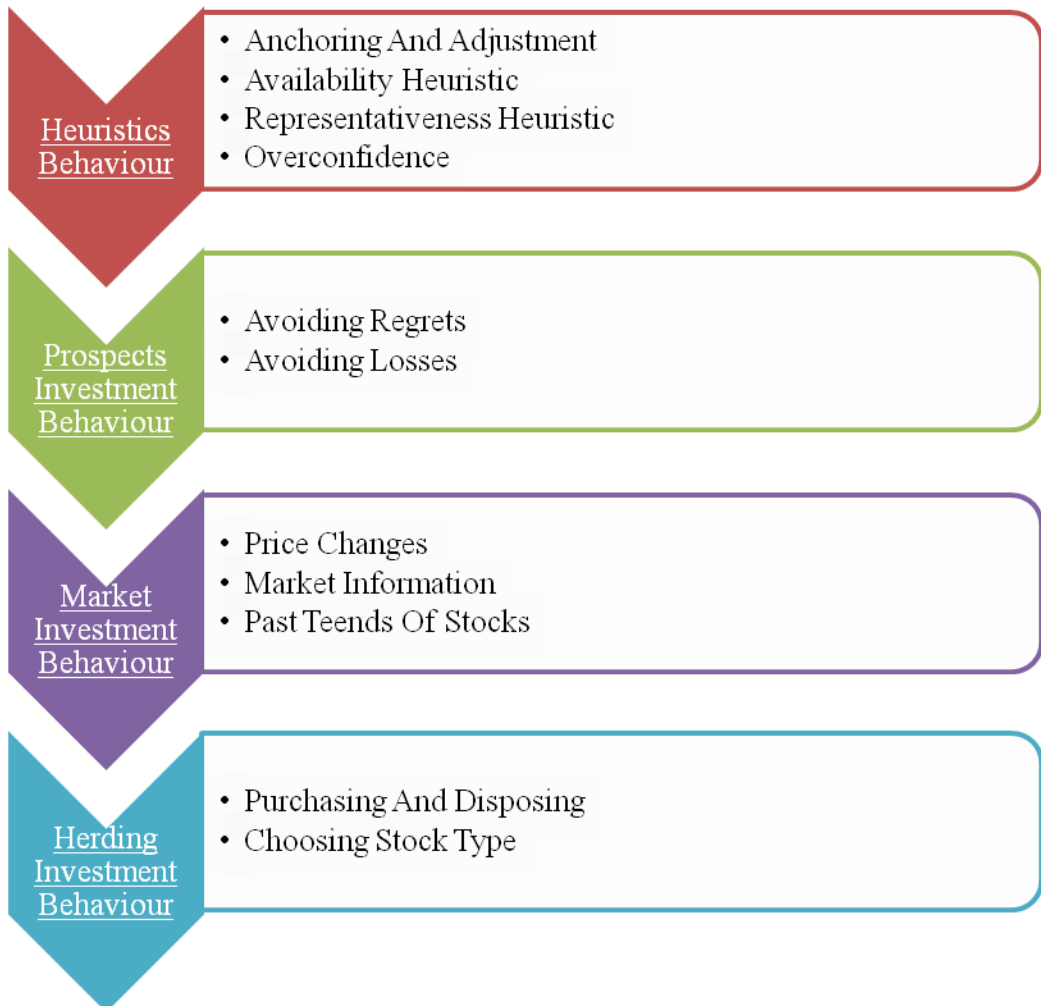 Heuristics
Behaviour
• Anchoring And Adjustment
• Availability Heuristic
• Representativeness Heuristic
• Overconfidence
Prospects
Investment
Behaviour
• Avoiding Regrets
• Avoiding Losses
Market
Investment
Behaviour
• Price Changes
• Market Information
• Past Teends Of Stocks
Herding
Investment
Behaviour
• Purchasing And Disposing
• Choosing Stock Type